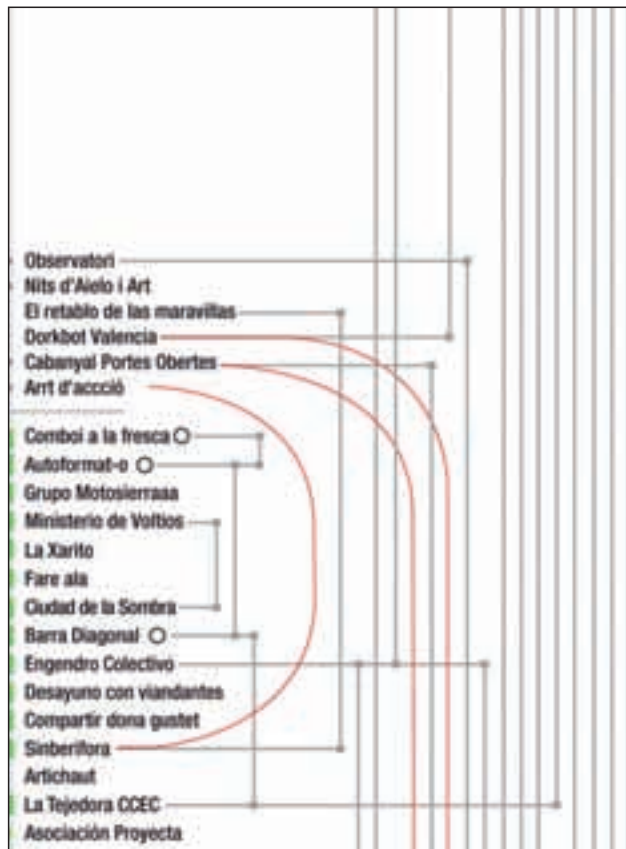 Observatori
Nits d'Aielo i Art
El retablo de las maravillas
Dorkbot Valencia
Cabanyal Portes Obertes
Arrt d'accció
Comboi a la fresca
Autoformat-o
Grupo Motosierraaa
Ministerio de Voltios
La Xarito
Fare ala
Ciudad de la Sombra
Barra Diagonal
Engendro Colectivo
Desayuno con viandantes
Compartir dona gustet
Sinberifora
Artichaut
La Tejedora CCEC
Asociación Proyecta